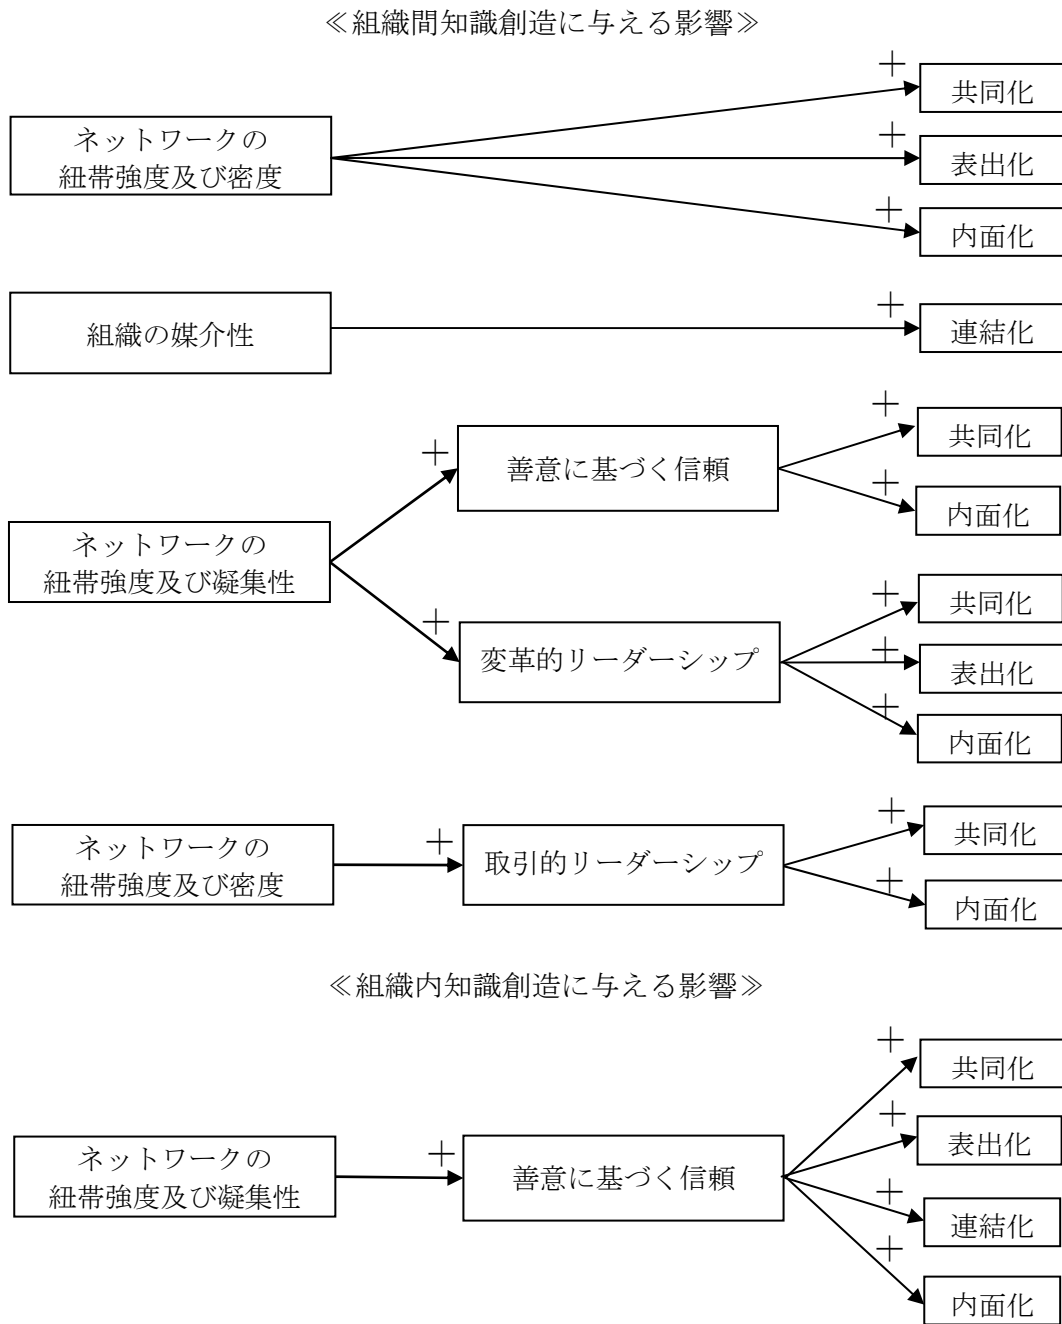 ≪組織間知識創造に与える影響≫
ネットワークの
紐帯強度及び密度
＋
共同化
＋
表出化
＋
内面化
組織の媒介性
＋
連結化
ネットワークの
紐帯強度及び凝集性
＋
善意に基づく信頼
＋
共同化
＋
内面化
＋
変革的リーダーシップ
＋
共同化
＋
表出化
＋
内面化
ネットワークの
紐帯強度及び密度
＋
取引的リーダーシップ
＋
共同化
＋
内面化
≪組織内知識創造に与える影響≫
ネットワークの
紐帯強度及び凝集性
＋
善意に基づく信頼
＋
共同化
＋
表出化
＋
連結化
＋
内面化